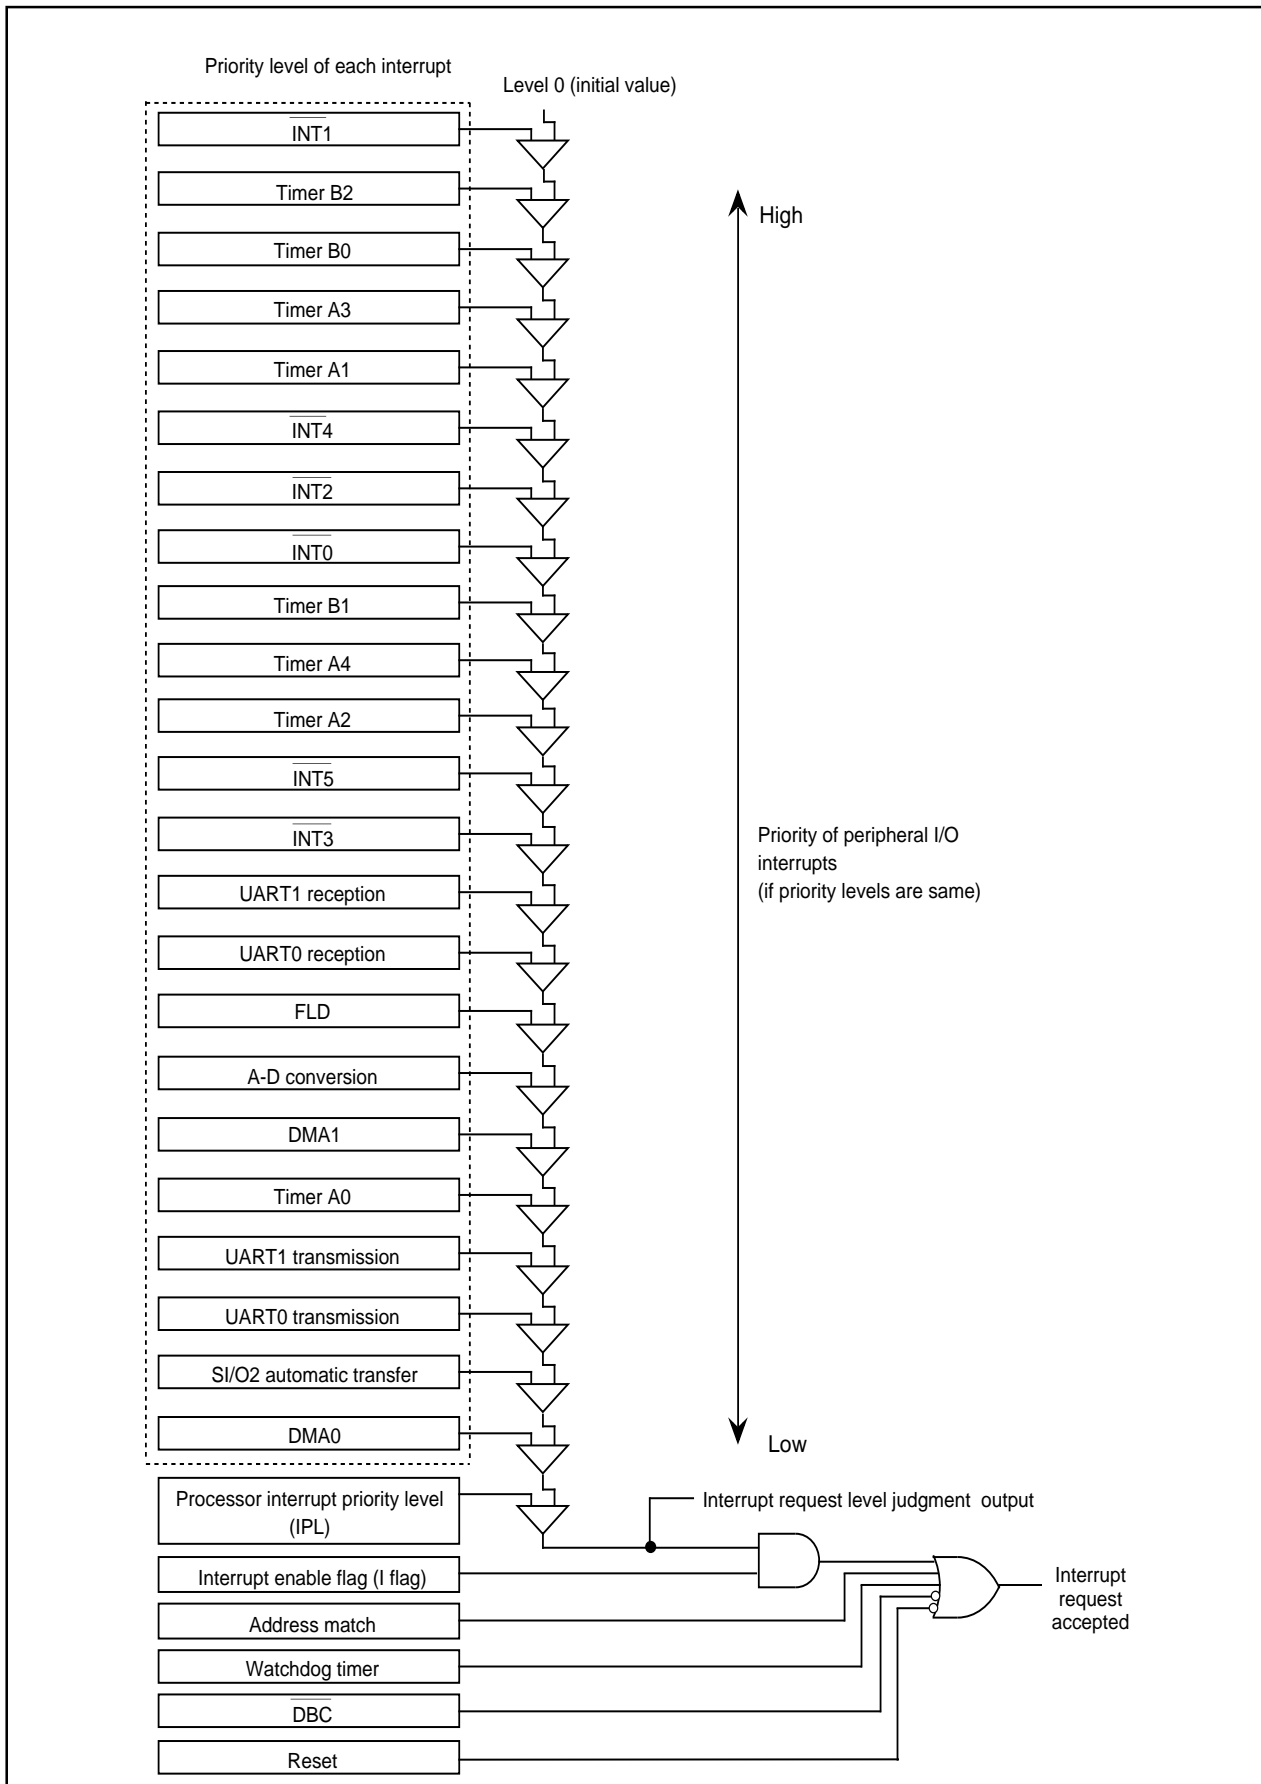 Priority level of each interrupt
Level 0 (initial value)
INT1
Timer B2
High
Timer B0
Timer A3
Timer A1
INT4
INT2
INT0
Timer B1
Timer A4
Timer A2
INT5
INT3
Priority of peripheral I/O
interrupts
(if priority levels are same)
UART1 reception
UART0 reception
FLD
A-D conversion
DMA1
Timer A0
UART1 transmission
UART0 transmission
SI/O2 automatic transfer
DMA0
Low
Processor interrupt priority level
(IPL)
Interrupt request level judgment output
Interrupt enable flag (I flag)
Interrupt
request
accepted
Address match
Watchdog timer
DBC
Reset